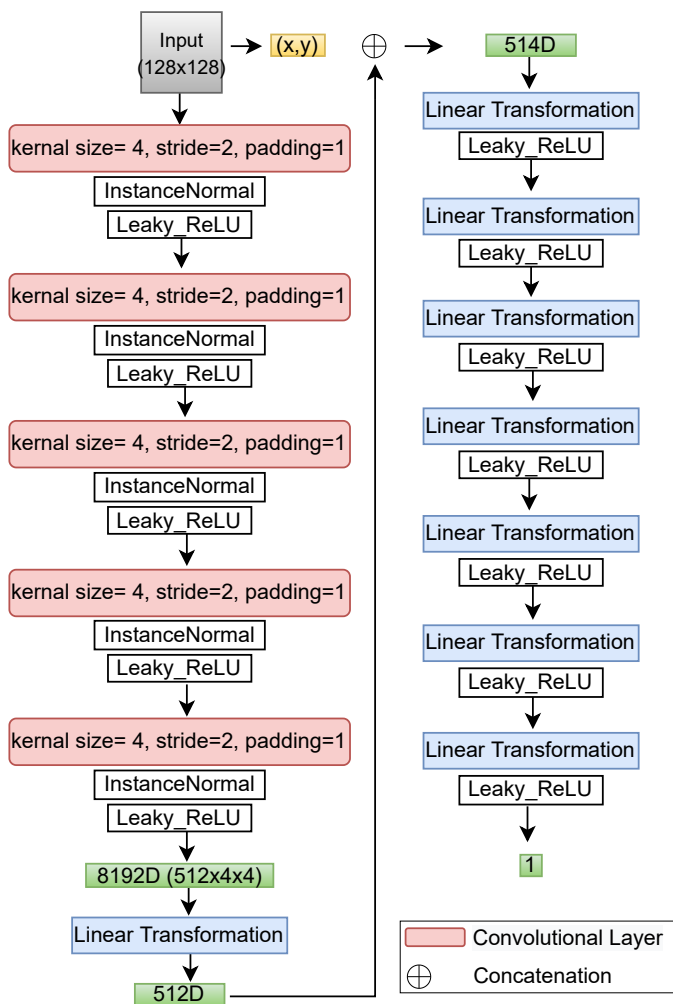 Input
(128x128)
(x,y)
kernal size= 4, stride=2, padding=1
InstanceNormal
Leaky_ReLU
kernal size= 4, stride=2, padding=1
InstanceNormal
Leaky_ReLU
kernal size= 4, stride=2, padding=1
InstanceNormal
Leaky_ReLU
kernal size= 4, stride=2, padding=1
InstanceNormal
Leaky_ReLU
kernal size= 4, stride=2, padding=1
InstanceNormal
Leaky_ReLU
8192D (512x4x4)
Linear Transformation
512D
514D
Linear Transformation
Leaky_ReLU
Linear Transformation
Leaky_ReLU
Linear Transformation
Leaky_ReLU
Linear Transformation
Leaky_ReLU
Linear Transformation
Leaky_ReLU
Linear Transformation
Leaky_ReLU
Linear Transformation
Leaky_ReLU
1
Convolutional Layer
Concatenation